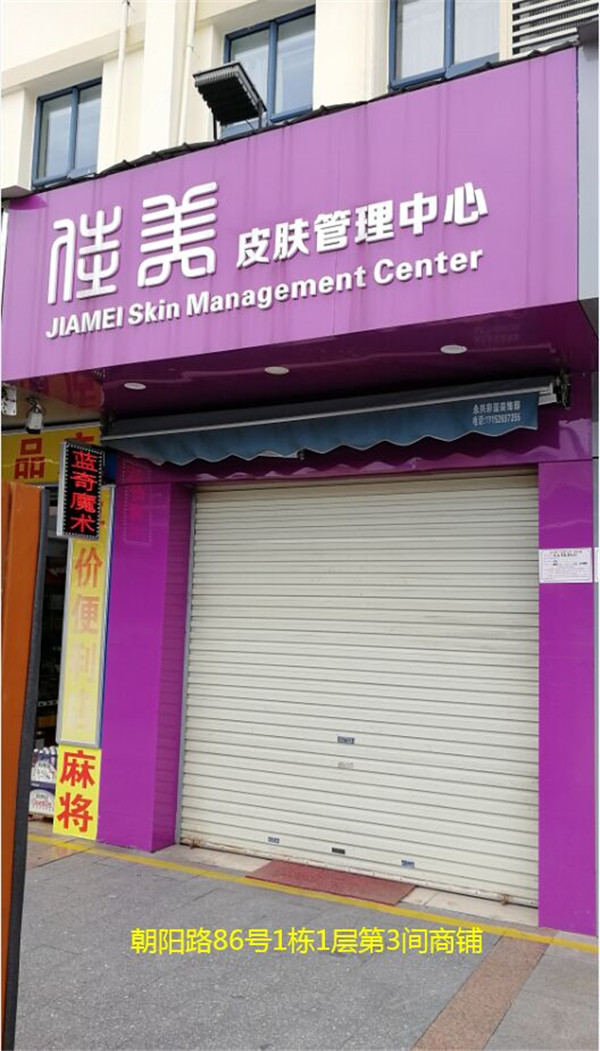 佳美 皮肤管理中心
JIAMEI Skin Management Center
品
蓝奇魔术
价便利
麻将
朝阳路86号1栋1层第3间商铺